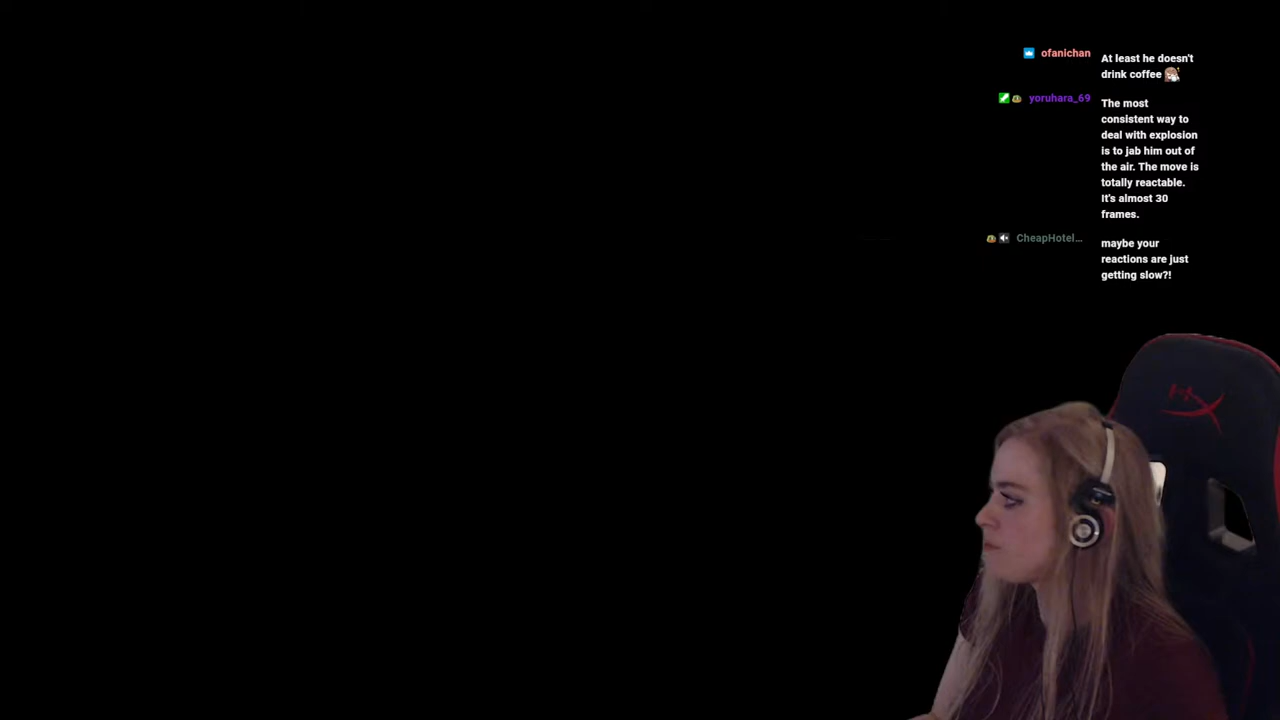 ofanichan
At least he doesn't
drink coffee
yoruhara_69
The most
consistent way to
deal with explosion
is to jab him out of
the air. The move is
totally reactable.
It's almost 30
frames.
CheapHotel...
maybe your
reactions are just
getting slow?!